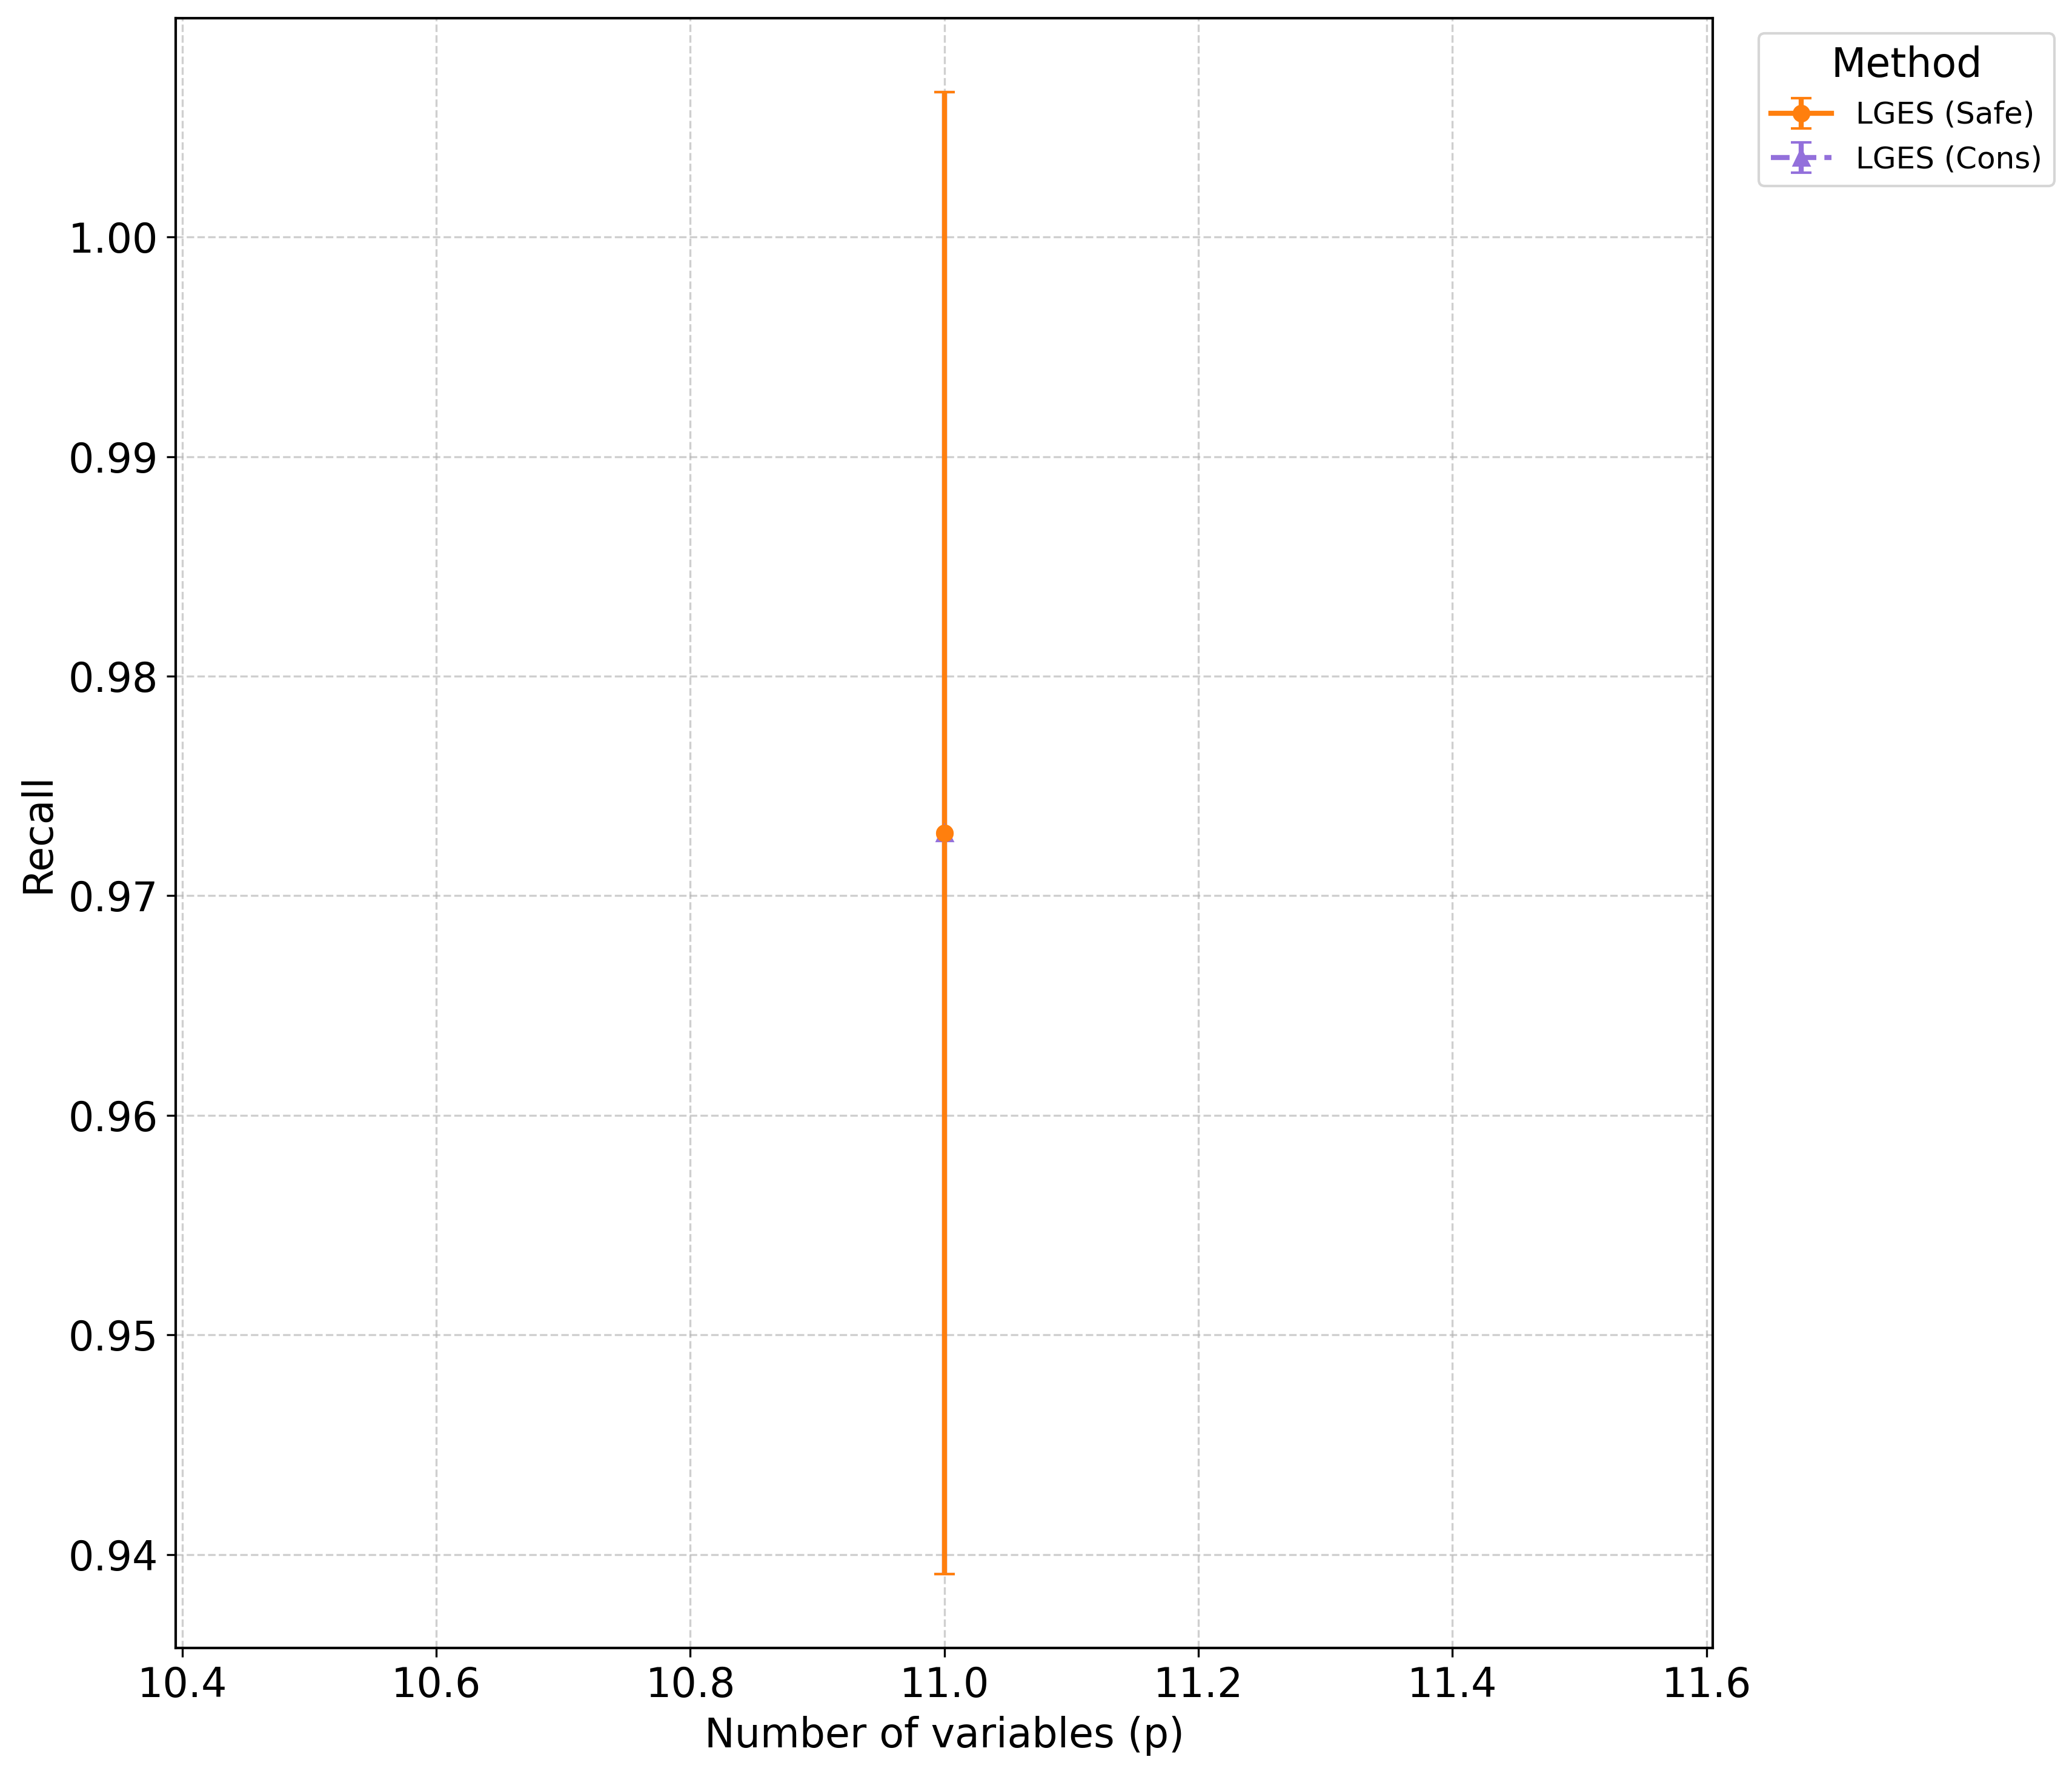 Method
LGES (Safe)
LGES (Cons)
1.00
0.99
0.98
0.97
0.96
0.95
0.94
Recall
10.4 10.6 10.8 11.0 11.2 11.4 11.6
Number of variables (p)